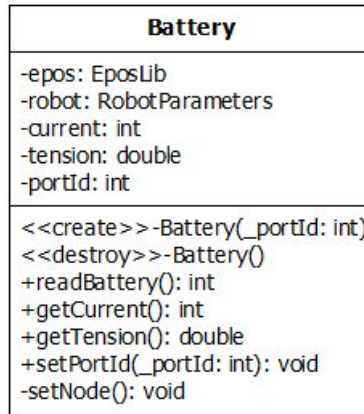 Battery
-epos: EposLib
-robot: RobotParameters
-current: int
-tension: double
-portId: int
<<create>>-Battery(_portId: int)
<<destroy>>-Battery()
+readBattery(): int
+getCurrent(): int
+getTension(): double
+setPortId(_portId: int): void
-setNode(): void